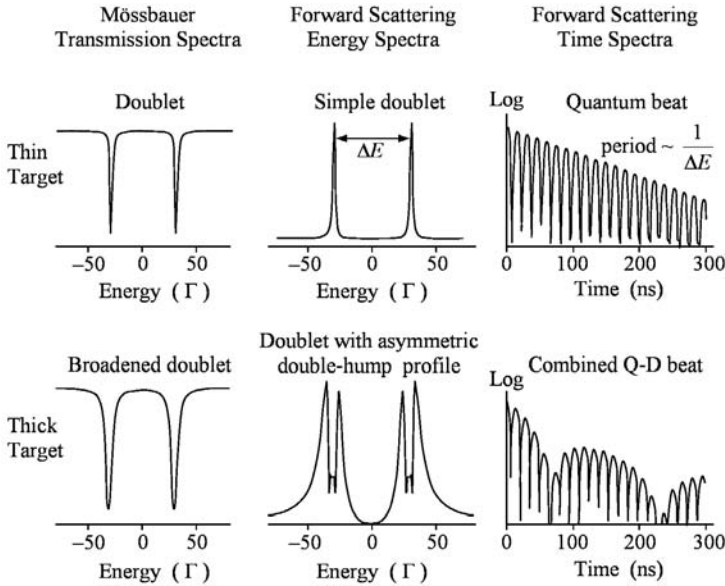 Mössbauer
Transmission Spectra
Forward Scattering
Energy Spectra
Forward Scattering
Time Spectra
Thin
Target
Doublet
−50 0 50
Energy ( Γ )
Simple doublet
ΔE
−50 0 50
Energy ( Γ )
Log
Quantum beat
period ~ 1/ΔE
0 100 200 300
Time (ns)
Thick
Target
Broadened doublet
−50 0 50
Energy ( Γ )
Doublet with asymmetric
double-hump profile
−50 0 50
Energy ( Γ )
Combined Q-D beat
Log
0 100 200 300
Time (ns)